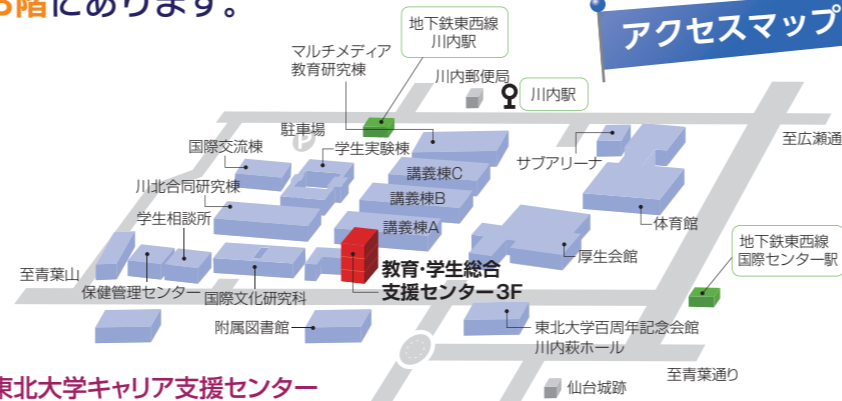 階にあります。
アクセスマップ
地下鉄東西線
川内駅
マルチメディア
教育研究棟
川内郵便局
川内駅
駐車場
P
国際交流棟
学生実験棟
サブアリーナ
至広瀬通
講義棟C
川北合同研究棟
講義棟B
学生相談所
講義棟A
体育館
地下鉄東西線
国際センター駅
厚生会館
至青葉山
教育・学生総合
支援センター3F
保健管理センター
国際文化研究科
附属図書館
東北大学百周年記念会館
川内萩ホール
至青葉通り
東北大学キャリア支援センター
仙台城跡